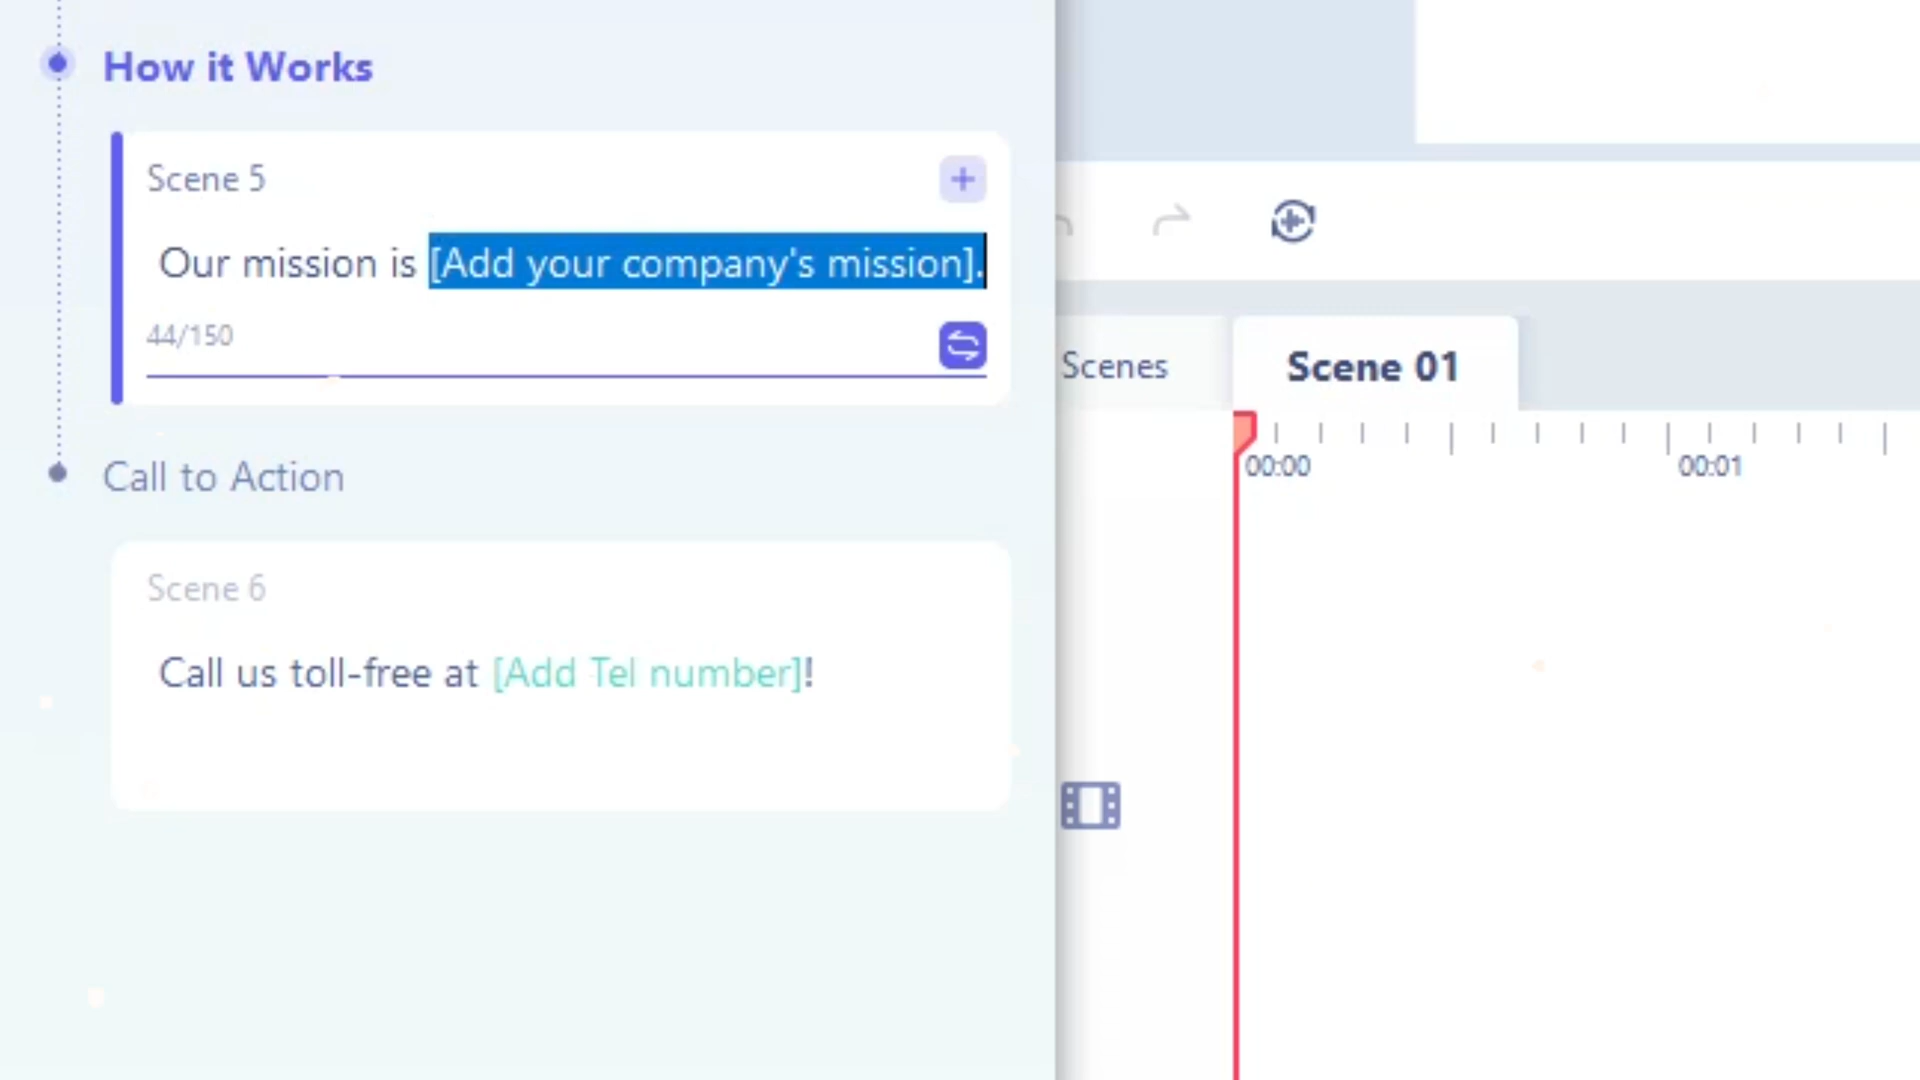 How it Works
Scene 5
Our mission is [Add your company's mission].
44/150
Call to Action
Scene 6
Call us toll-free at [Add Tel number]!
Scenes
Scene 01
00:00
00:01